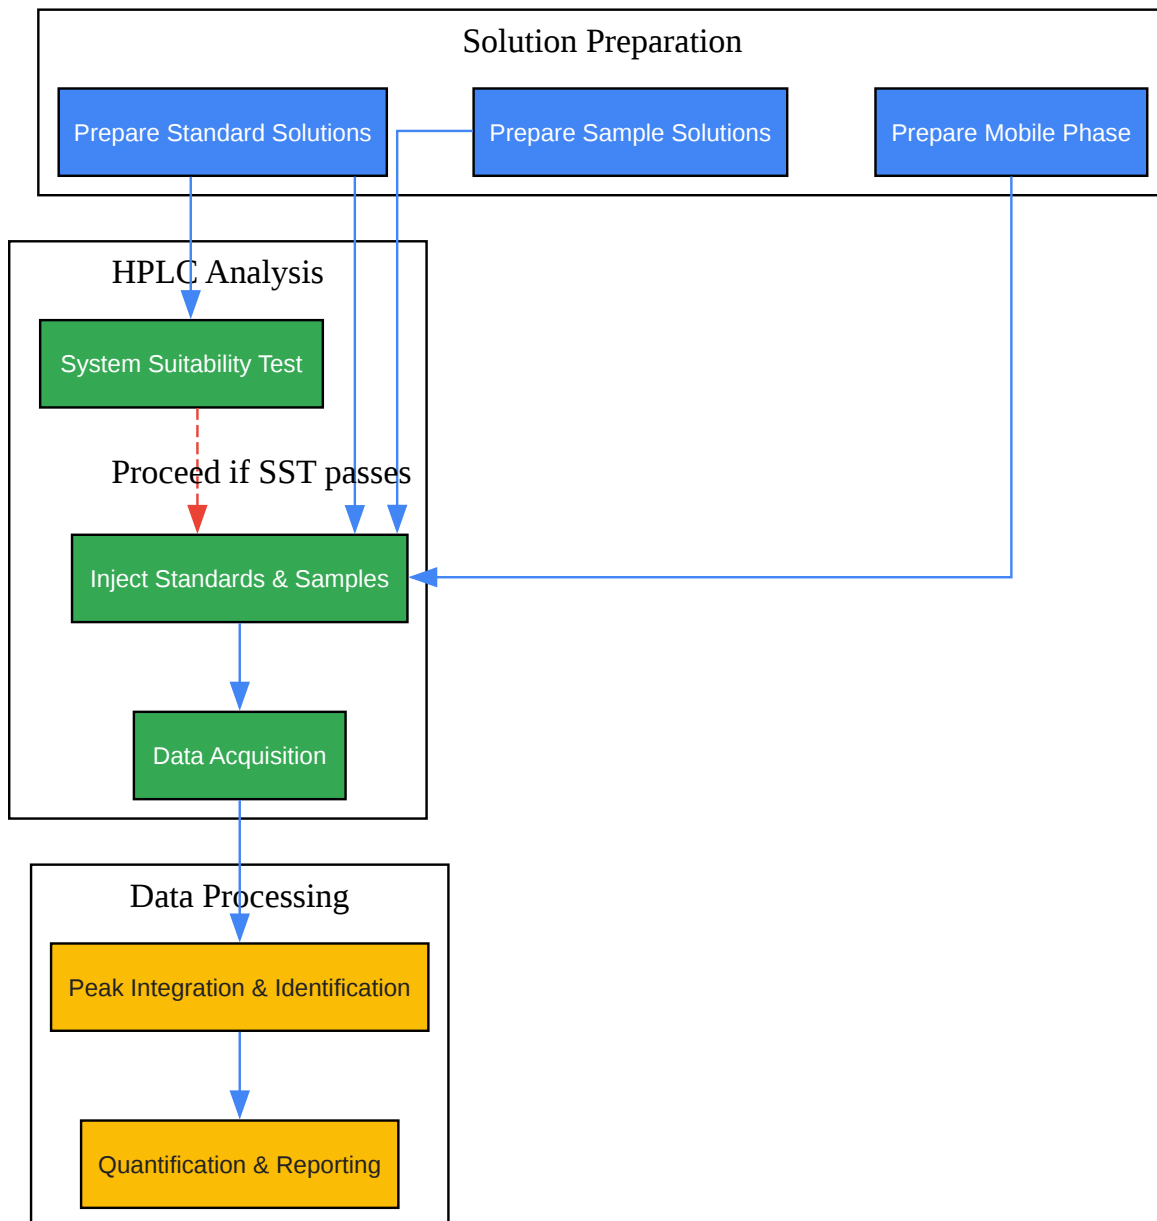 Solution Preparation
Prepare Standard Solutions
Prepare Sample Solutions
Prepare Mobile Phase
HPLC Analysis
System Suitability Test
Proceed if SST passes
Inject Standards & Samples
Data Acquisition
Data Processing
Peak Integration & Identification
Quantification & Reporting